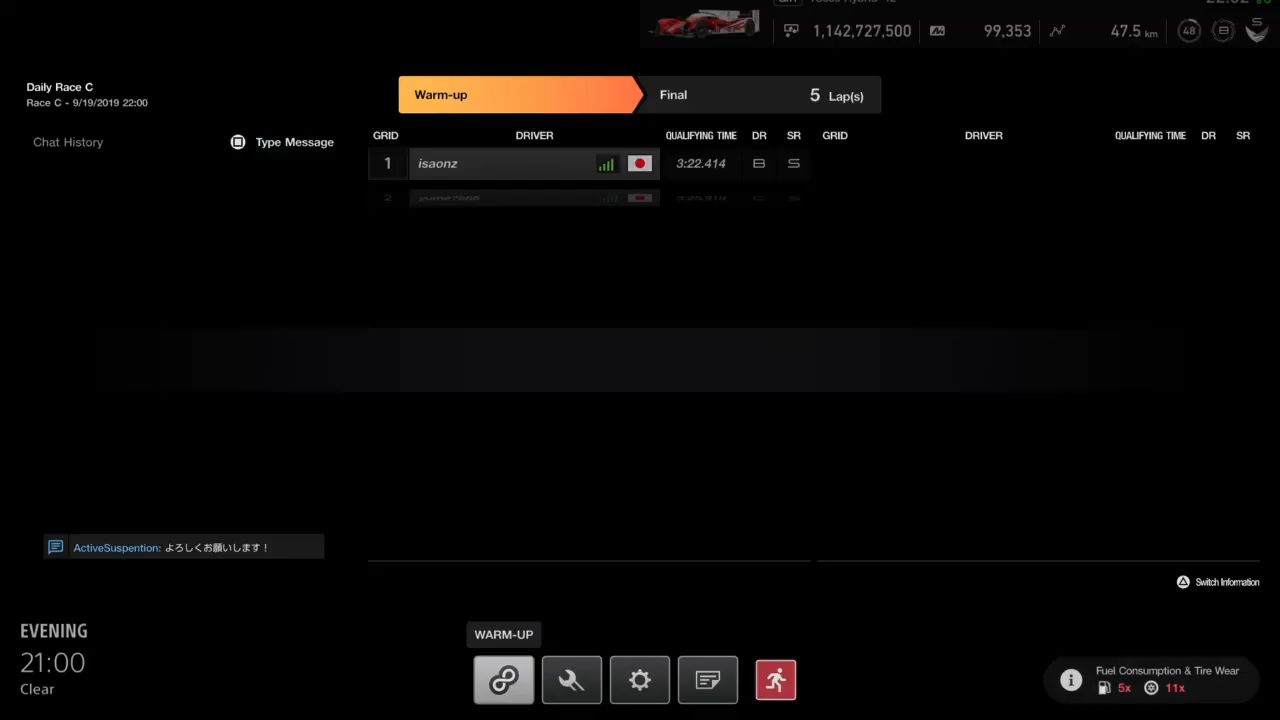 1,142,727,500
99,353
47.5 km
48
B
S
Daily Race C
Race C - 9/19/2019 22:00
Warm-up
Final
5 Lap(s)
Chat History
Type Message
GRID DRIVER QUALIFYING TIME DR SR
GRID DRIVER QUALIFYING TIME DR SR
1 isaonz 3:22.414 B S
2
ActiveSuspention: よろしくお願いします！
Switch Information
EVENING
21:00
Clear
WARM-UP
Fuel Consumption & Tire Wear
5x 11x